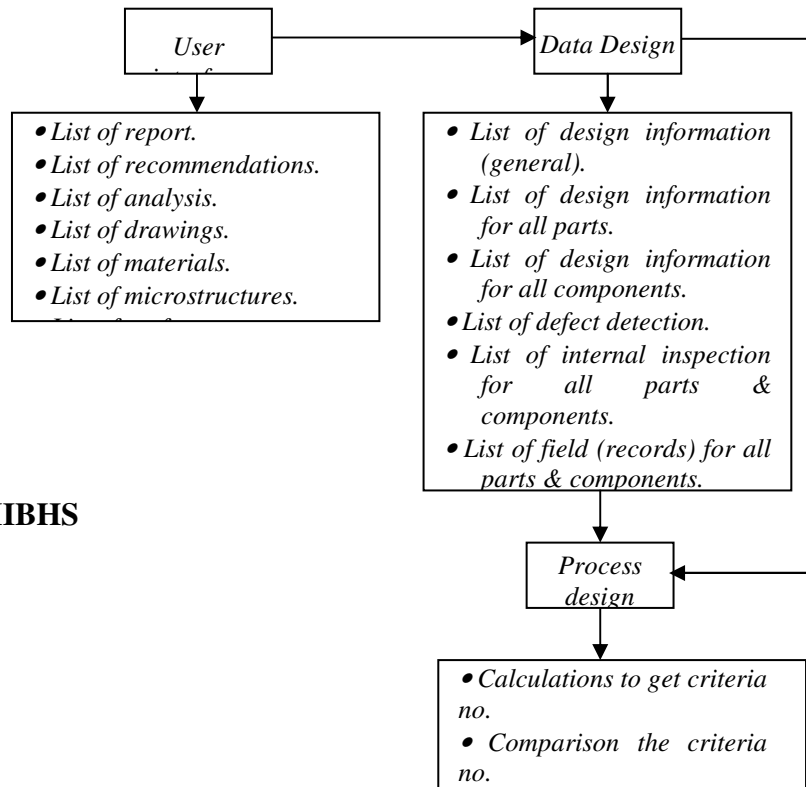 User
Data Design
• List of report.
• List of recommendations.
• List of analysis.
• List of drawings.
• List of materials.
• List of microstructures.
• List of design information
(general).
• List of design information
for all parts.
• List of design information
for all components.
• List of defect detection.
• List of internal inspection
for all parts &
components.
• List of field (records) for all
parts & components.
IBHS
Process
design
• Calculations to get criteria
no.
• Comparison the criteria
no.